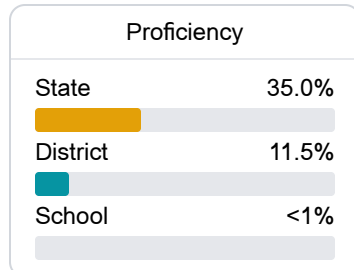 Proficiency
State 35.0%
District 11.5%
School <1%